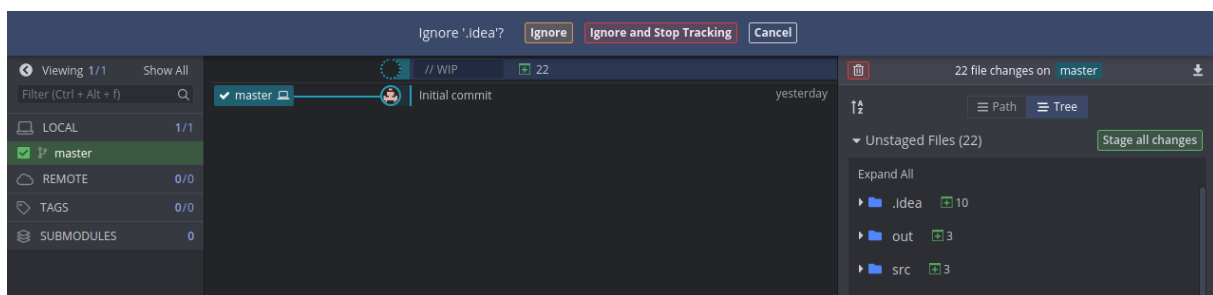 Ignore '.idea'? Ignore Ignore and Stop Tracking Cancel
Viewing 1/1 Show All
Filter (Ctrl + Alt + f)
LOCAL 1/1
master
REMOTE 0/0
TAGS 0/0
SUBMODULES 0
// WIP 22
master Initial commit yesterday
22 file changes on master
Path Tree
Unstaged Files (22) Stage all changes
Expand All
.idea 10
out 3
src 3